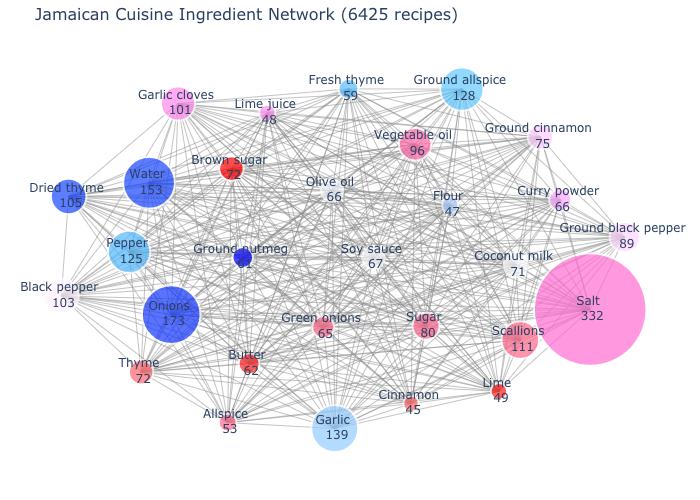 Jamaican Cuisine Ingredient Network (6425 recipes)
Fresh thyme
59
Ground allspice
128
Garlic cloves
101
Lime juice
48
Ground cinnamon
75
Vegetable oil
96
Brown sugar
72
Water
153
Dried thyme
105
Olive oil
66
Flour
47
Curry powder
66
Ground black pepper
89
Pepper
125
Ground nutmeg
61
Soy sauce
67
Coconut milk
71
Black pepper
103
Onions
173
Salt
332
Green onions
65
Sugar
80
Scallions
111
Thyme
72
Butter
62
Lime
49
Cinnamon
45
Allspice
53
Garlic
139